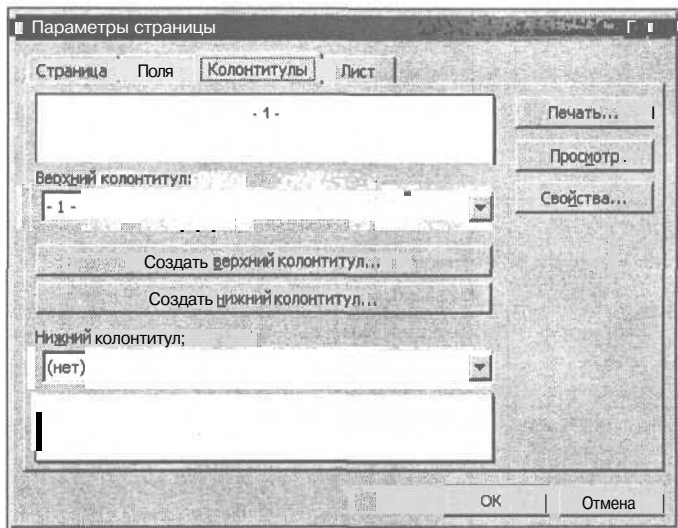 Параметры страницы
Страница Поля Колонтитулы Лист
- 1 -
Печать...
Просмотр.
Верхний колонтитул:
Свойства...
- 1 -
Создать верхний колонтитул...
Создать нижний колонтитул...
Нижний колонтитул;
(нет)
OK Отмена